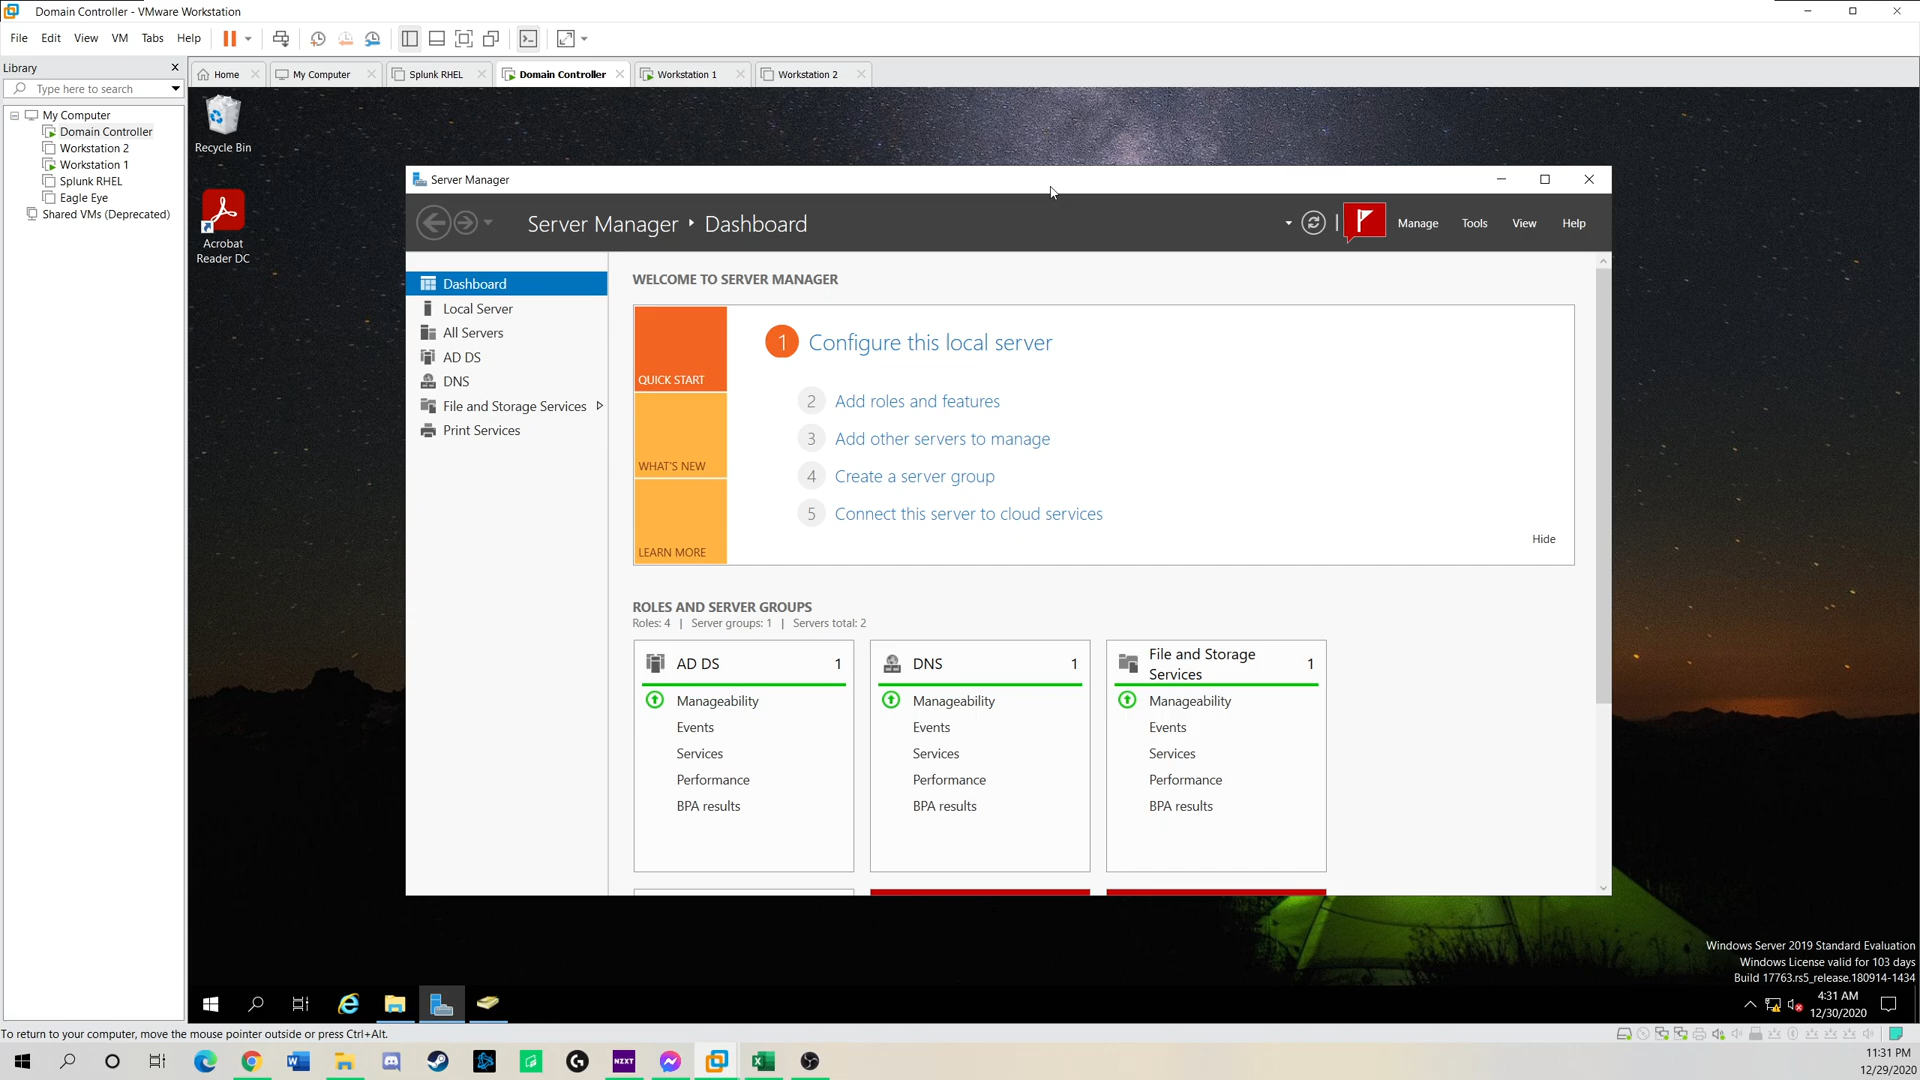 Domain Controller - VMware Workstation
File Edit View VM Tabs Help
Library
Type here to search
My Computer
Domain Controller
Workstation 2
Workstation 1
Splunk RHEL
Eagle Eye
Shared VMs (Deprecated)
Home My Computer Splunk RHEL Domain Controller Workstation 1 Workstation 2
Recycle Bin
Acrobat
Reader DC
Server Manager
Server Manager Dashboard
Manage Tools View Help
Dashboard
Local Server
All Servers
AD DS
DNS
File and Storage Services
Print Services
WELCOME TO SERVER MANAGER
QUICK START
WHAT'S NEW
LEARN MORE
1 Configure this local server
2 Add roles and features
3 Add other servers to manage
4 Create a server group
5 Connect this server to cloud services
Hide
ROLES AND SERVER GROUPS
Roles: 4 | Server groups: 1 | Servers total: 2
AD DS 1
Manageability
Events
Services
Performance
BPA results
DNS 1
Manageability
Events
Services
Performance
BPA results
File and Storage
Services 1
Manageability
Events
Services
Performance
BPA results
Windows Server 2019 Standard Evaluation
Windows License valid for 103 days
Build 17763.rs5_release.180914-1434
4:31 AM
12/30/2020
To return to your computer, move the mouse pointer outside or press Ctrl+Alt.
NZXT
11:31 PM
12/29/2020